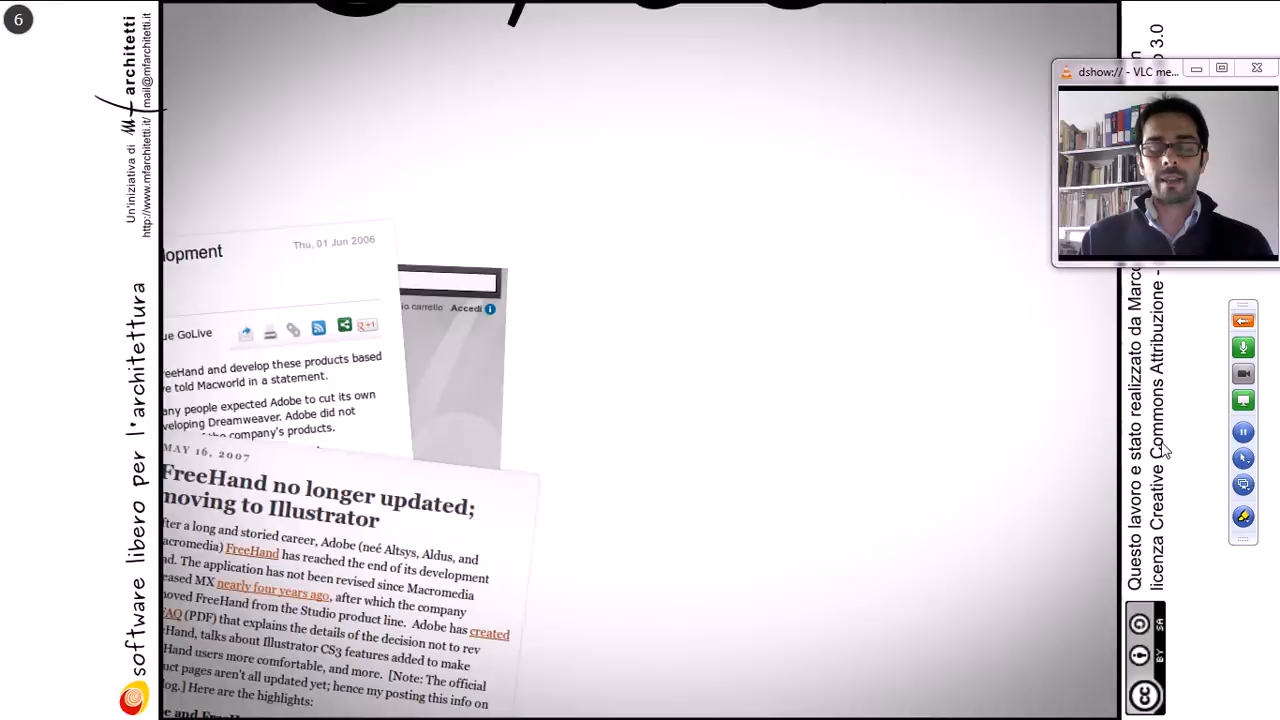 6
Un'iniziativa di
architetti
http://www.mfarchitetti.it/
mail@mfarchitetti.it
software libero per l'architettura
lopment
Thu, 01 Jun 2006
ue GoLive
g +1
reeHand and develop these products based
e told Macworld in a statement.
any people expected Adobe to cut its own
veloping Dreamweaver. Adobe did not
company's products.
io carrello
Accedi i
MAY 16, 2007
FreeHand no longer updated;
moving to Illustrator
fter a long and storied career, Adobe (neé Altsys, Aldus, and
acromedia) FreeHand has reached the end of its development
ad. The application has not been revised since Macromedia
eased MX nearly four years ago, after which the company
noved FreeHand from the Studio product line. Adobe has created
FAQ (PDF) that explains the details of the decision not to rev
eHand, talks about Illustrator CS3 features added to make
Hand users more comfortable, and more. [Note: The official
uct pages aren't all updated yet; hence my posting this info on
log.] Here are the highlights:
dshow:// - VLC me...
Questo lavoro e stato realizzato da Marco
licenza Creative Commons Attribuzione -
3.0
cc
BY SA